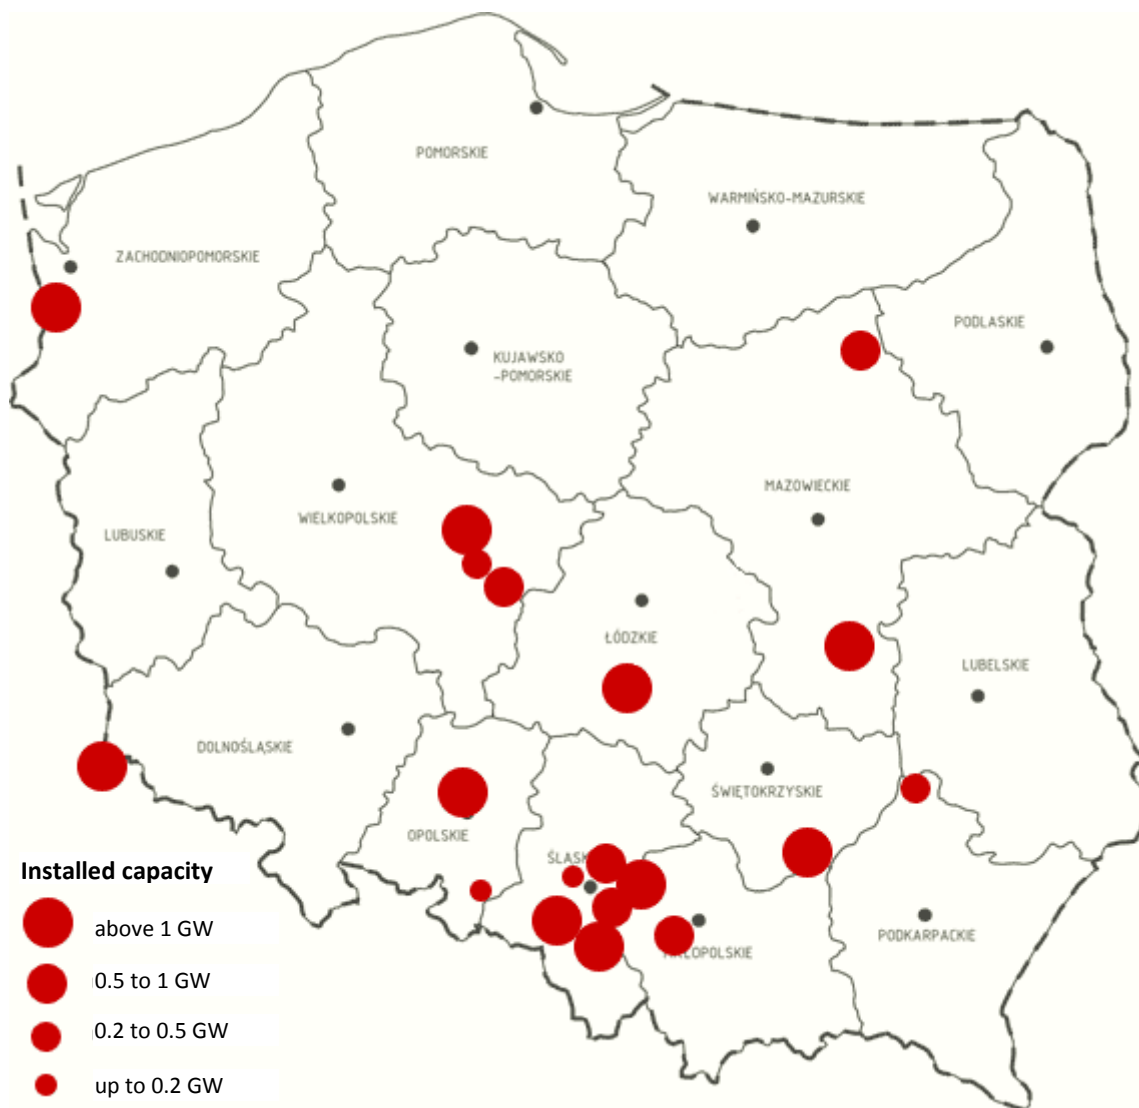 POMORSKIE
WARMIŃSKO-MAZURSKIE
ZACHODNIOPOMORSKIE
PODLASKIE
KUJAWSKO
-POMORSKIE
MAZOWIECKIE
WIELKOPOLSKIE
LUBUSKIE
ŁÓDZKIE
LUBELSKIE
DOLNOŚLĄSKIE
ŚWIĘTOKRZYSKIE
OPOLSKIE
ŚLĄSK
PODKARPACKIE
MAŁOPOLSKIE
Installed capacity
above 1 GW
0.5 to 1 GW
0.2 to 0.5 GW
up to 0.2 GW